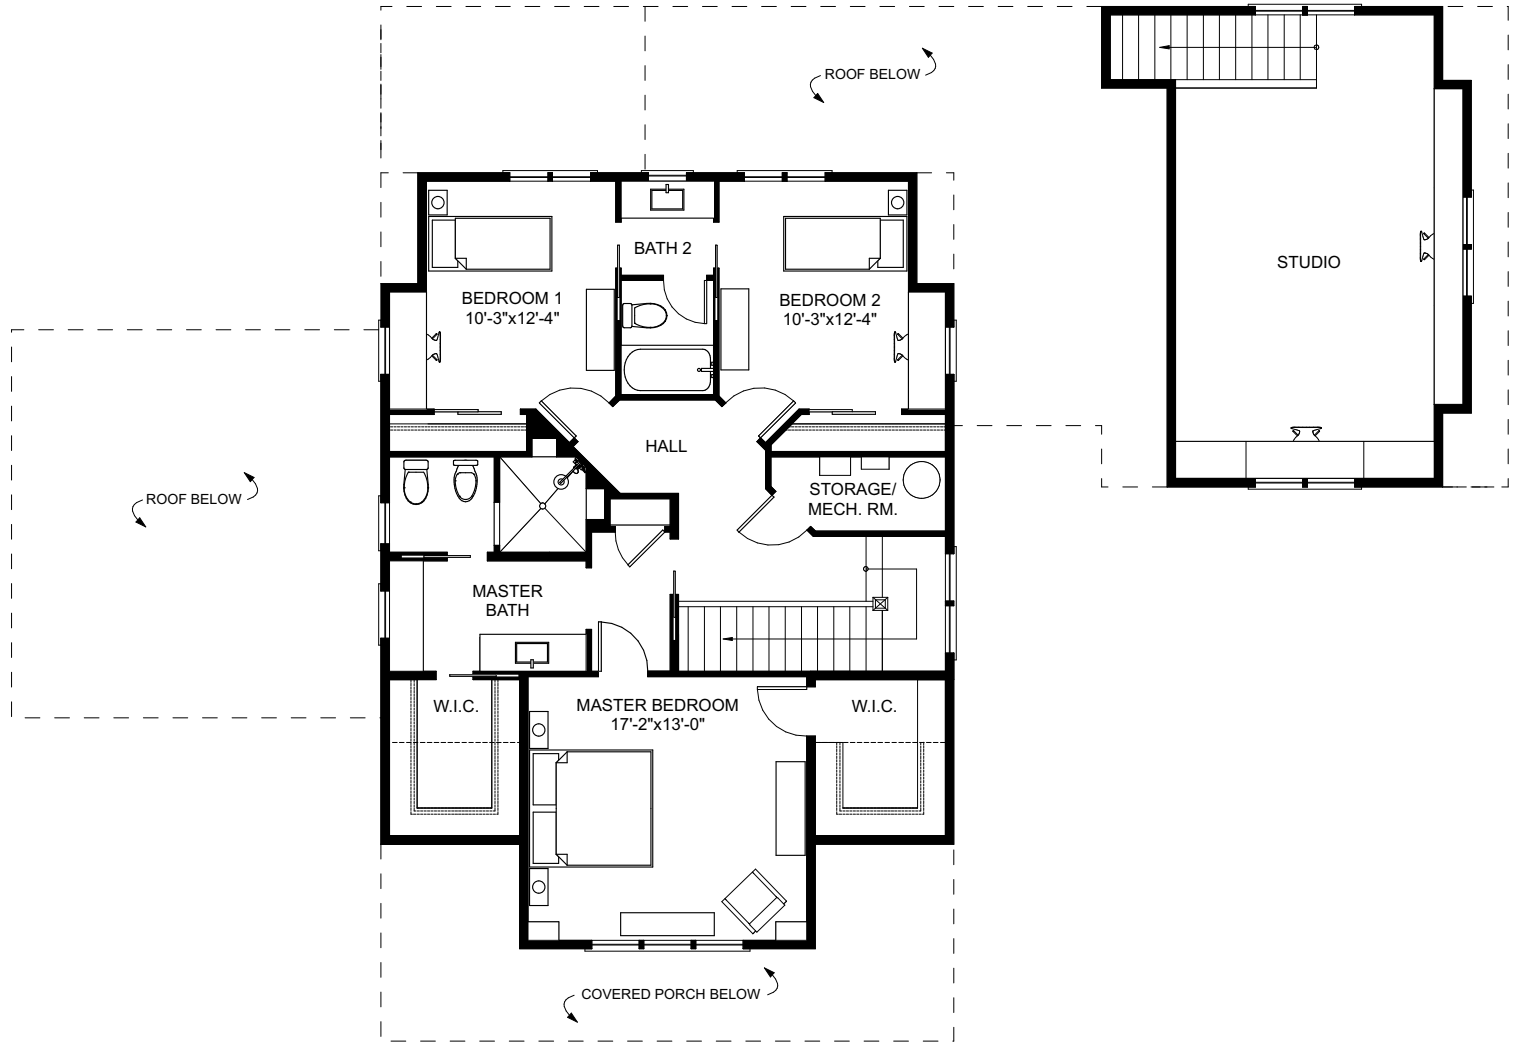 ROOF BELOW
STUDIO
BATH 2
BEDROOM 1
10'-3"x12'-4"
BEDROOM 2
10'-3"x12'-4"
HALL
STORAGE/
MECH. RM.
ROOF BELOW
MASTER
BATH
W.I.C.
MASTER BEDROOM
17'-2"x13'-0"
W.I.C.
COVERED PORCH BELOW